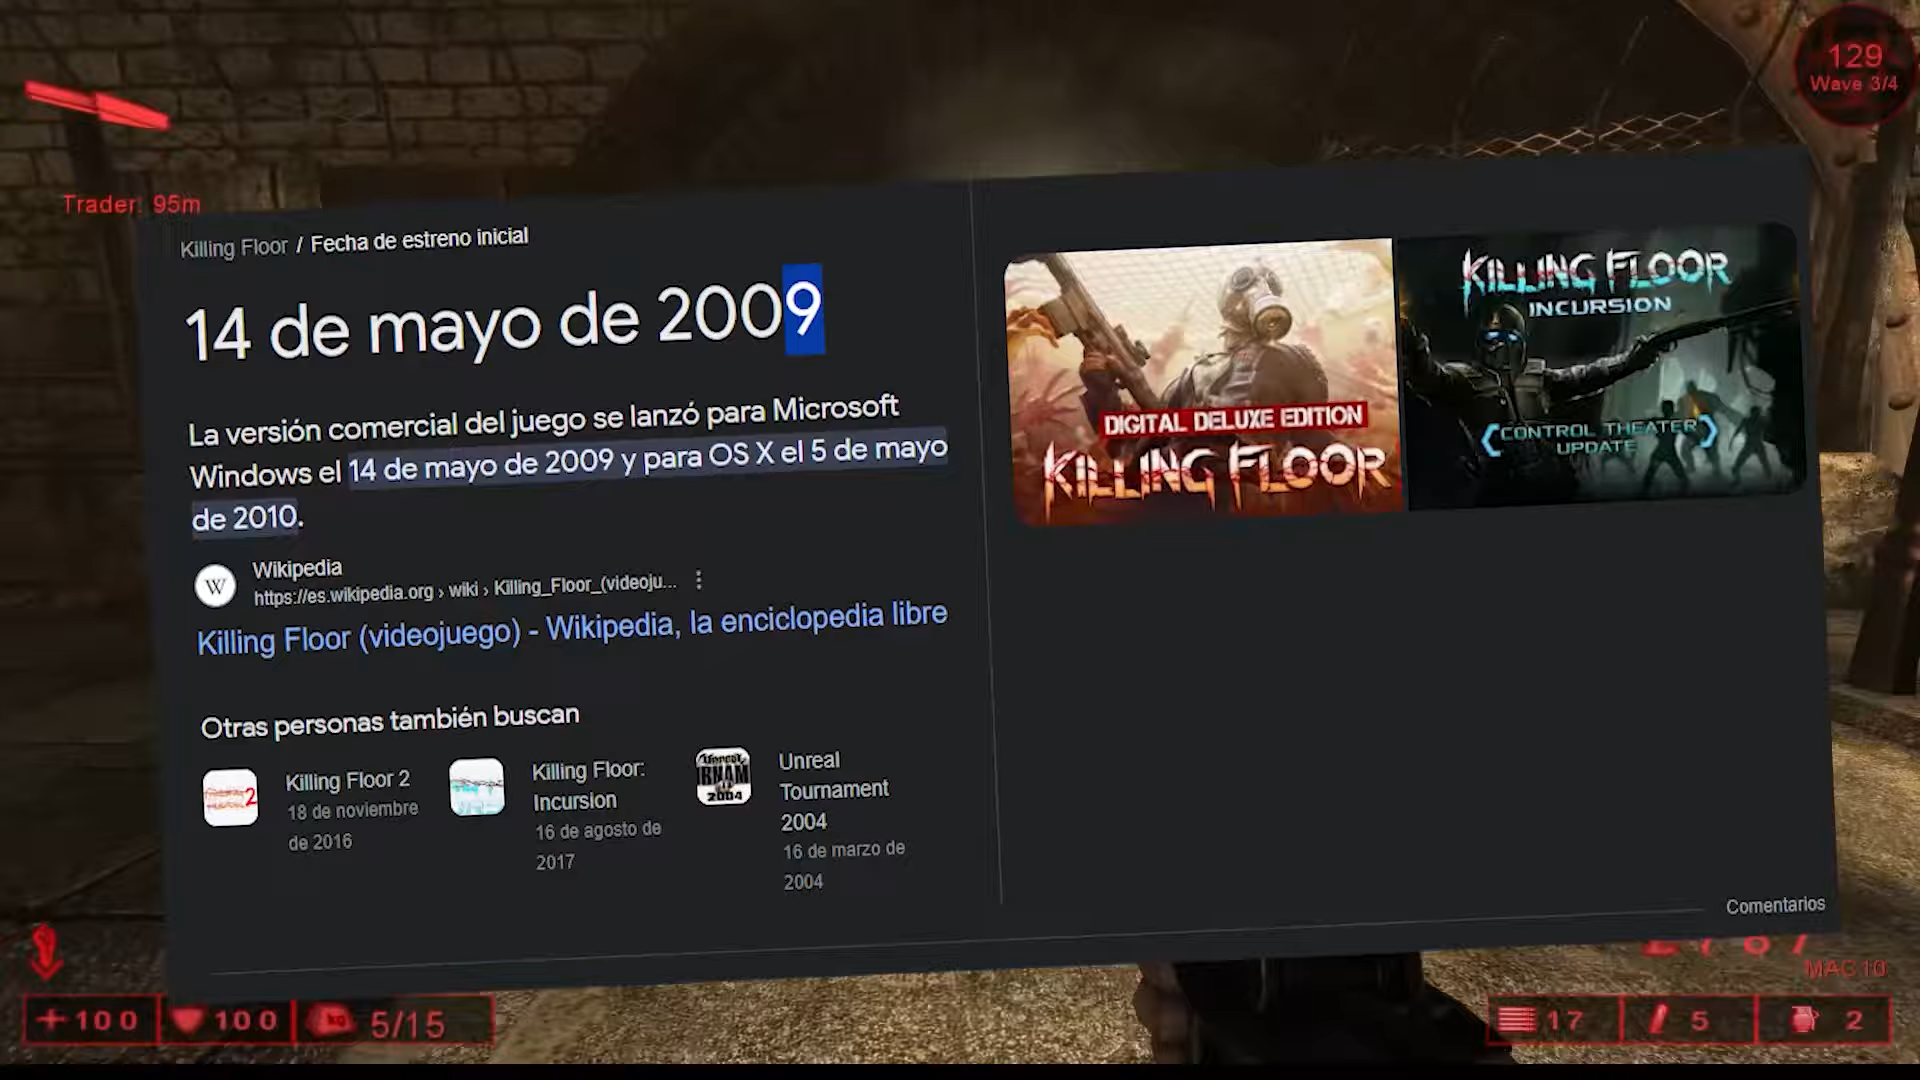 129
Wave 3/4
Trader: 95m
Killing Floor / Fecha de estreno inicial
14 de mayo de 2009
La versión comercial del juego se lanzó para Microsoft
Windows el 14 de mayo de 2009 y para OS X el 5 de mayo
de 2010.
Wikipedia
https://es.wikipedia.org › wiki › Killing_Floor_(videoju...
Killing Floor (videojuego) - Wikipedia, la enciclopedia libre
Otras personas también buscan
Killing Floor 2
18 de noviembre
de 2016
Killing Floor:
Incursion
16 de agosto de
2017
Unreal
Tournament
2004
16 de marzo de
2004
DIGITAL DELUXE EDITION
KILLING FLOOR
KILLING FLOOR
INCURSION
CONTROL THEATER
UPDATE
Comentarios
MAC10
100
100
kg
5/15
17
5
2